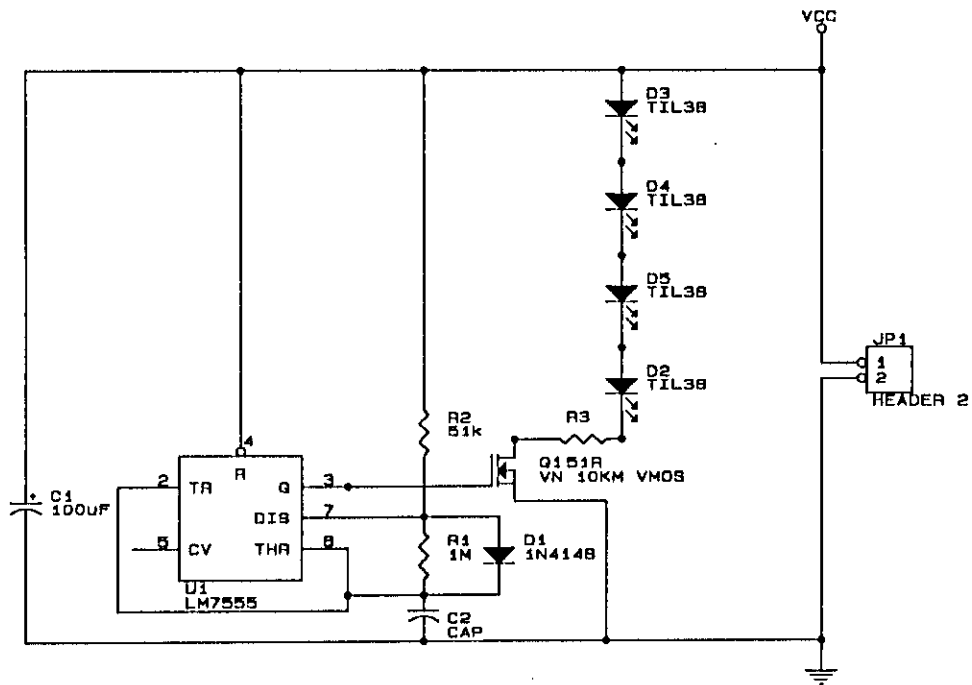 VCC
D3
TIL38
D4
TIL38
D5
TIL38
D2
TIL38
JP1
1
2
HEADER 2
R2
51k
R3
Q151R
VN 10KM VMOS
4
R
2
TR
Q
3
DIS
7
5
CV
THR
6
U1
LM7555
C1
+
100uF
R1
1M
D1
1N4148
C2
CAP